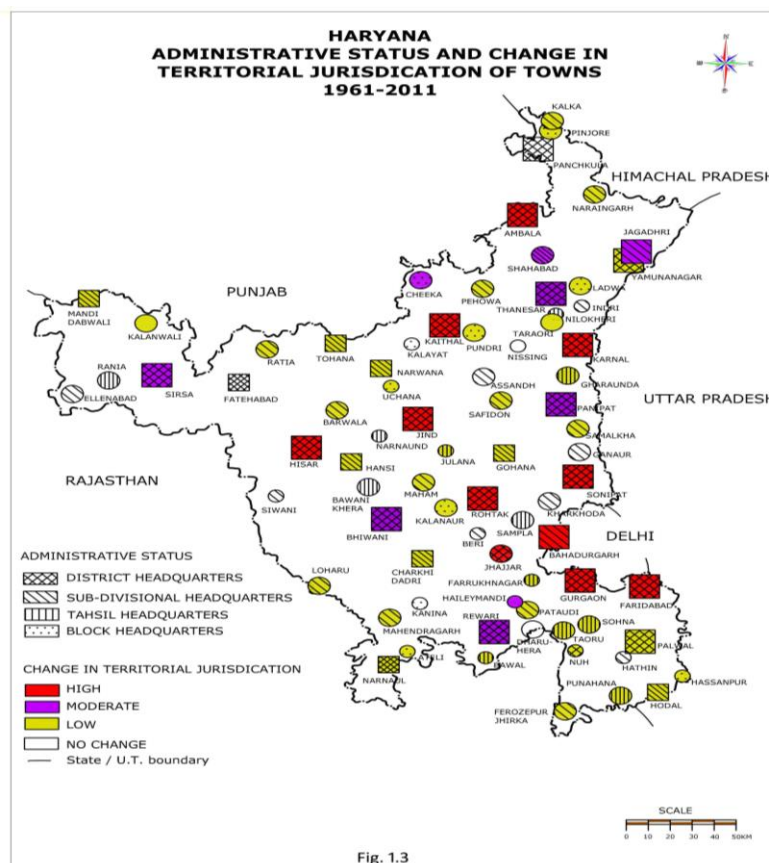 HARYANA
ADMINISTRATIVE STATUS AND CHANGE IN
TERRITORIAL JURISDICATION OF TOWNS
1961-2011
N
E
KALKA
PINJORE
PANCHKULA
HIMACHAL PRADESH
NARAINGARH
AMBALA
JAGADHRI
SHAHABAD
YAMUNANAGAR
PUNJAB
CHEEKA
PEHOWA
LADWA
MANDI
DABWALI
THANESAR
INDRI
KALANWALI
NILOKHERI
TARAORI
KAITHAL
PUNDRI
RATIA
TOHANA
KALAYAT
NISSING
KARNAL
RANIA
NARWANA
GHARAUNDA
ELLENABAD
SIRSA
FATEHABAD
UCHANA
ASSANDH
SAFIDON
PANIPAT
UTTAR PRADESH
BARWALA
JIND
SAMALKHA
NARNAUND
HISAR
JULANA
GANAUR
HANSI
GOHANA
RAJASTHAN
BAWANI
KHERA
MAHAM
SONIPAT
SIWANI
ROHTAK
KHARKHODA
KALANAUR
SAMPLA
BHIWANI
DELHI
BERI
BAHADURGARH
ADMINISTRATIVE STATUS
DISTRICT HEADQUARTERS
SUB-DIVISIONAL HEADQUARTERS
TAHSIL HEADQUARTERS
BLOCK HEADQUARTERS
JHAJJAR
CHARKHI
DADRI
LOHARU
FARRUKHNAGAR
GURGAON
FARIDABAD
HAILEYMANDI
KANINA
PATAUDI
REWARI
SOHNA
MAHENDRAGARH
DHARU-
HERA
TAORU
PALWAL
CHANGE IN TERRITORIAL JURISDICATION
HIGH
MODERATE
LOW
NO CHANGE
State / U.T. boundary
NARNAUL
BAWAL
NUH
HATHIN
HASSANPUR
PUNAHANA
HODAL
FEROZEPUR
JHIRKA
SCALE
0 10 20 30 40 50KM
Fig. 1.3